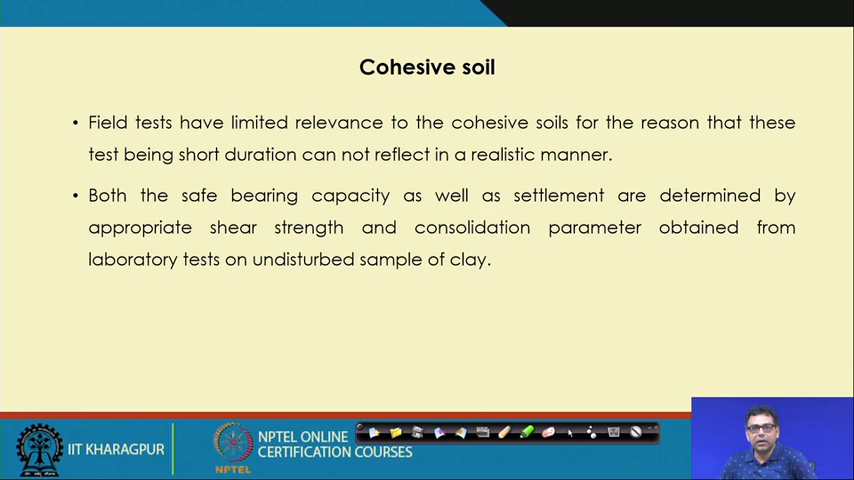 Cohesive soil
• Field tests have limited relevance to the cohesive soils for the reason that these
test being short duration can not reflect in a realistic manner.
• Both the safe bearing capacity as well as settlement are determined by
appropriate shear strength and consolidation parameter obtained from
laboratory tests on undisturbed sample of clay.
IIT KHARAGPUR
NPTEL
NPTEL ONLINE
CERTIFICATION COURSES